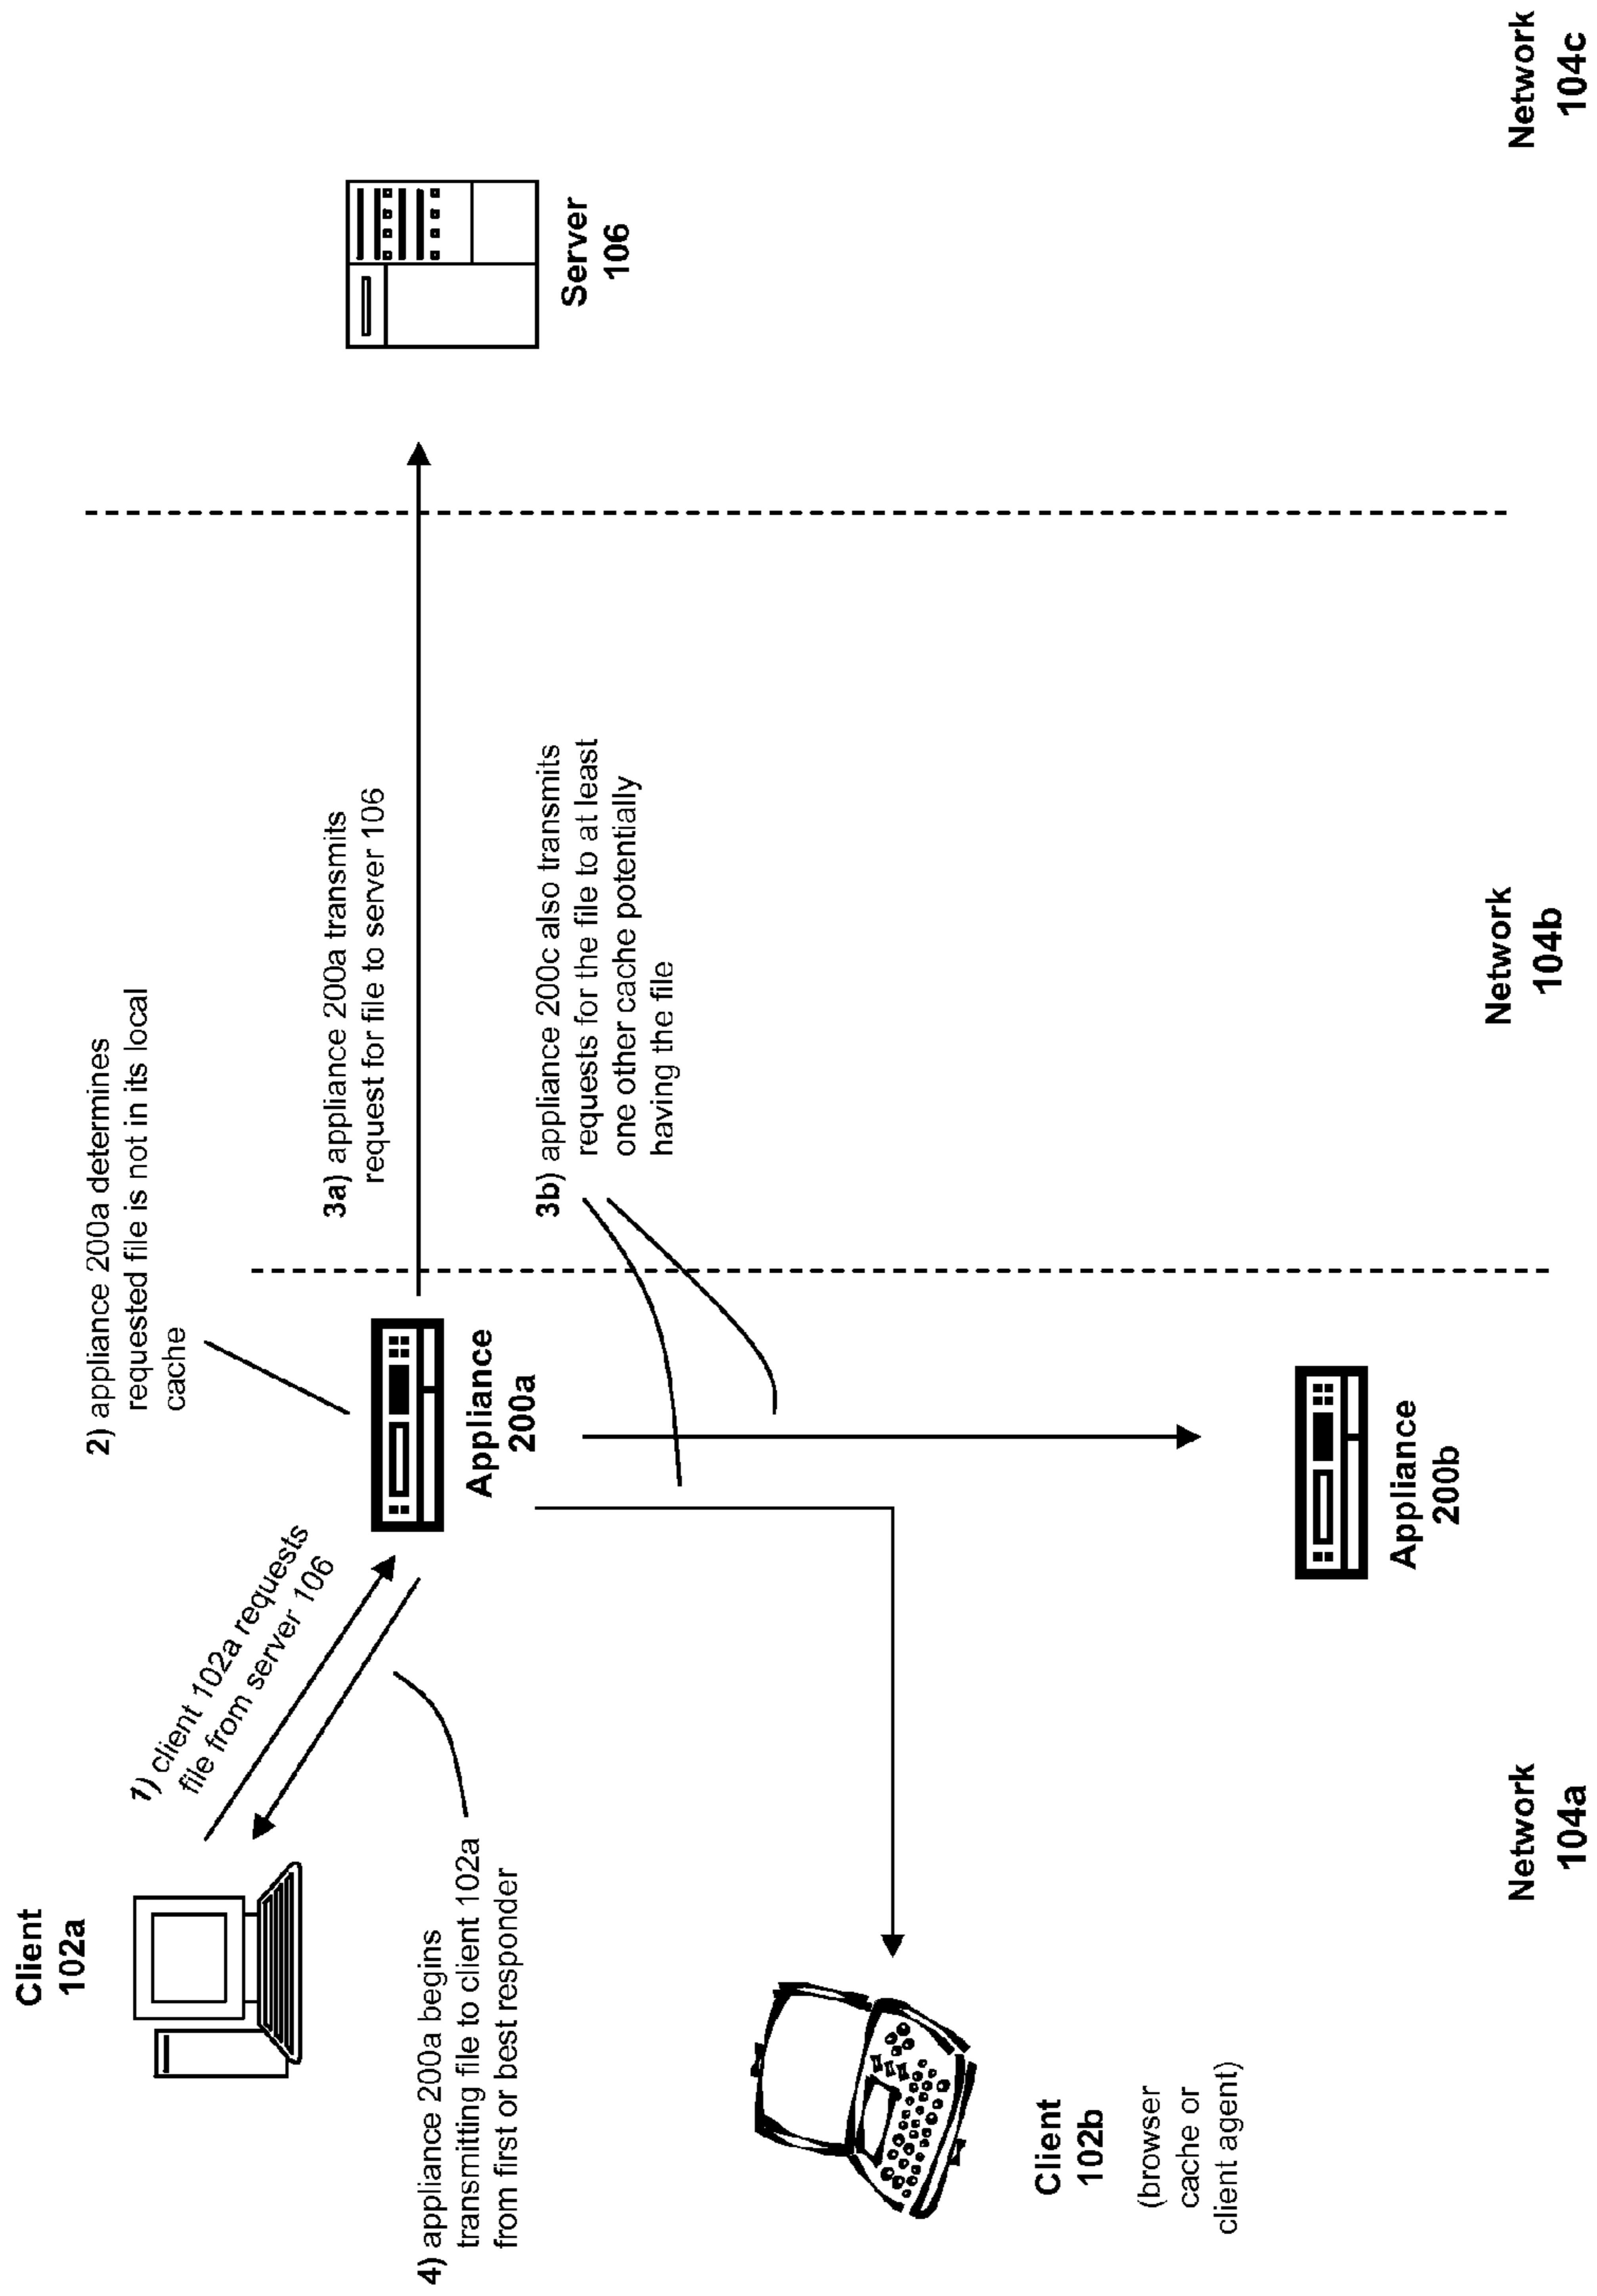 Client
102a
1) client 102a requests
file from server 106
2) appliance 200a determines
requested file is not in its local
cache
Appliance
200a
3a) appliance 200a transmits
request for file to server 106
3b) appliance 200c also transmits
requests for the file to at least
one other cache potentially
having the file
Server
106
4) appliance 200a begins
transmitting file to client 102a
from first or best responder
Client
102b
(browser
cache or
client agent)
Appliance
200b
Network
104a
Network
104b
Network
104c